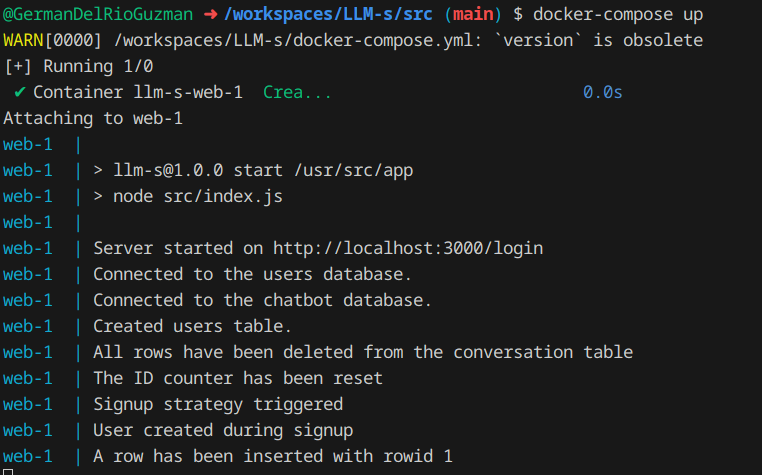 @GermanDelRioGuzman ➜ /workspaces/LLM-s/src (main) $ docker-compose up
WARN[0000] /workspaces/LLM-s/docker-compose.yml: `version` is obsolete
[+] Running 1/0
✔ Container llm-s-web-1 Crea... 0.0s
Attaching to web-1
web-1 |
web-1 | > llm-s@1.0.0 start /usr/src/app
web-1 | > node src/index.js
web-1 |
web-1 | Server started on http://localhost:3000/login
web-1 | Connected to the users database.
web-1 | Connected to the chatbot database.
web-1 | Created users table.
web-1 | All rows have been deleted from the conversation table
web-1 | The ID counter has been reset
web-1 | Signup strategy triggered
web-1 | User created during signup
web-1 | A row has been inserted with rowid 1